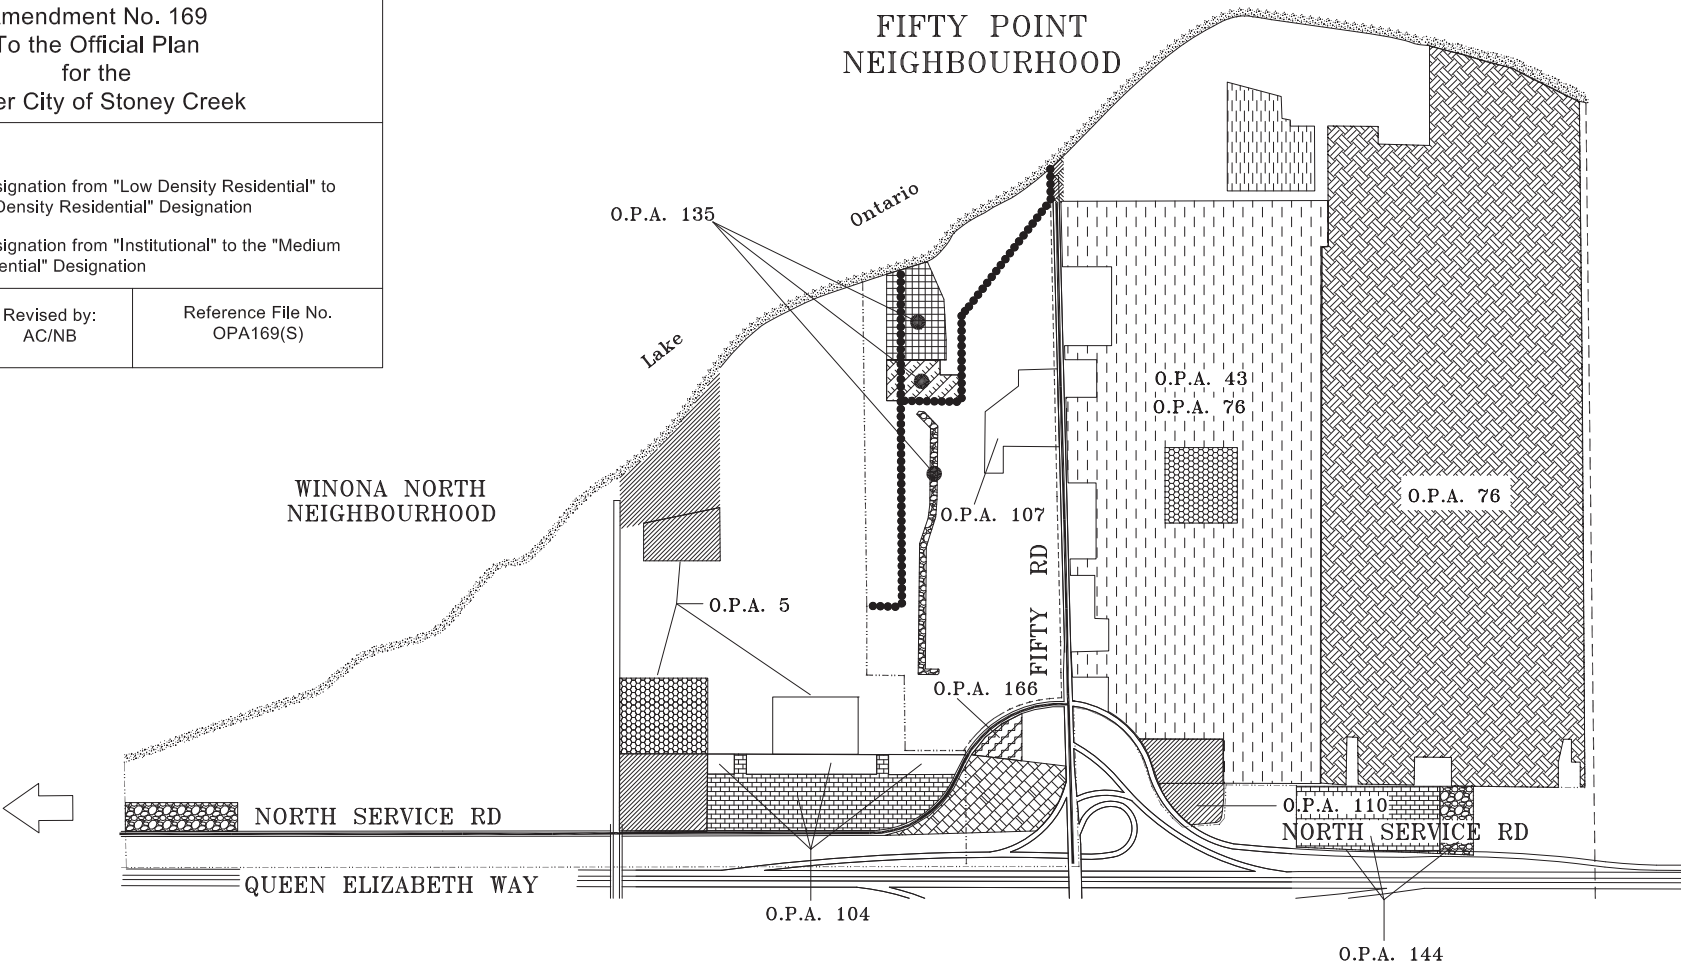 mendment No. 169
To the Official Plan
for the
er City of Stoney Creek
signation from "Low Density Residential" to
Density Residential" Designation
signation from "Institutional" to the "Medium
ential" Designation
Revised by:
AC/NB
Reference File No.
OPA169(S)
FIFTY POINT
NEIGHBOURHOOD
O.P.A. 135
Lake
Ontario
O.P.A. 43
O.P.A. 76
O.P.A. 76
WINONA NORTH
NEIGHBOURHOOD
O.P.A. 107
O.P.A. 5
FIFTY RD
O.P.A. 166
NORTH SERVICE RD
O.P.A. 110
NORTH SERVICE RD
QUEEN ELIZABETH WAY
O.P.A. 104
O.P.A. 144